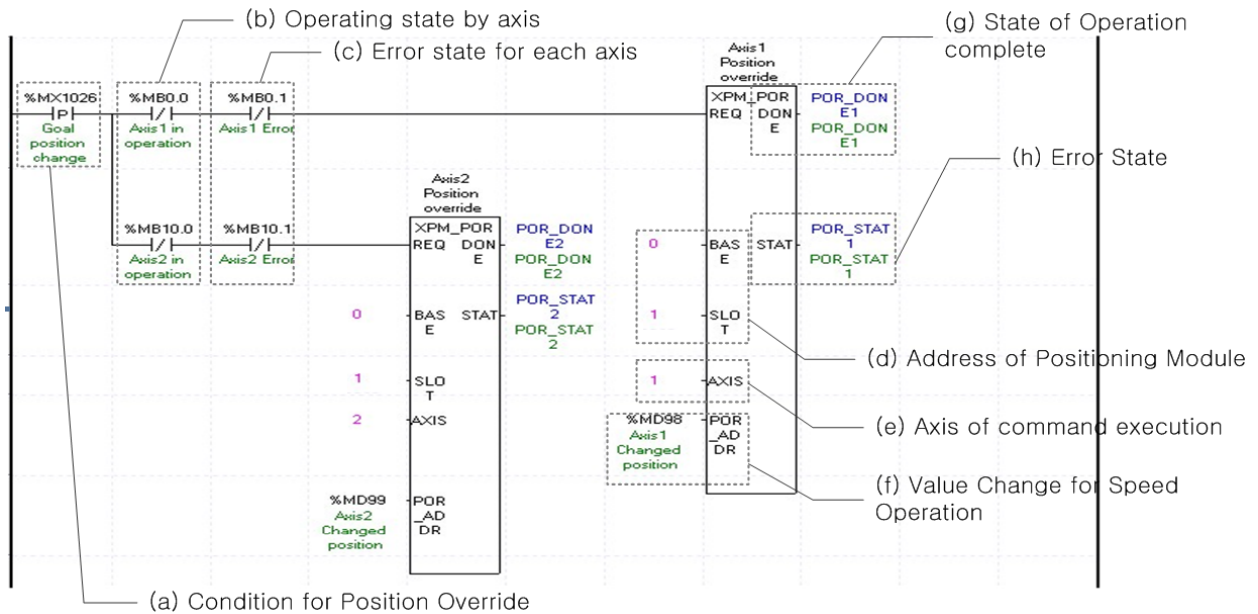 (b) Operating state by axis
(c) Error state for each axis
(g) State of Operation
complete
Axis1
Position
override
%MX1026
P
Goal
position
change
%MB0.0
Axis1 in
operation
%MB0.1
Axis1 Error
XPM_POR
REQ DON
E
POR_DON
E1
POR_DON
E1
(h) Error State
Axis2
Position
override
%MB10.0
Axis2 in
operation
%MB10.1
Axis2 Error
XPM_POR
REQ DON
E
POR_DON
E2
POR_DON
E2
0
BAS
E
STAT
POR_STAT
1
POR_STAT
1
0
BAS
E
STAT
POR_STAT
2
POR_STAT
2
1
SLO
T
(d) Address of Positioning Module
1
SLO
T
1
AXIS
(e) Axis of command execution
2
AXIS
%MD98
Axis1
Changed
position
POR
_AD
DR
(f) Value Change for Speed
Operation
%MD99
Axis2
Changed
position
POR
_AD
DR
(a) Condition for Position Override